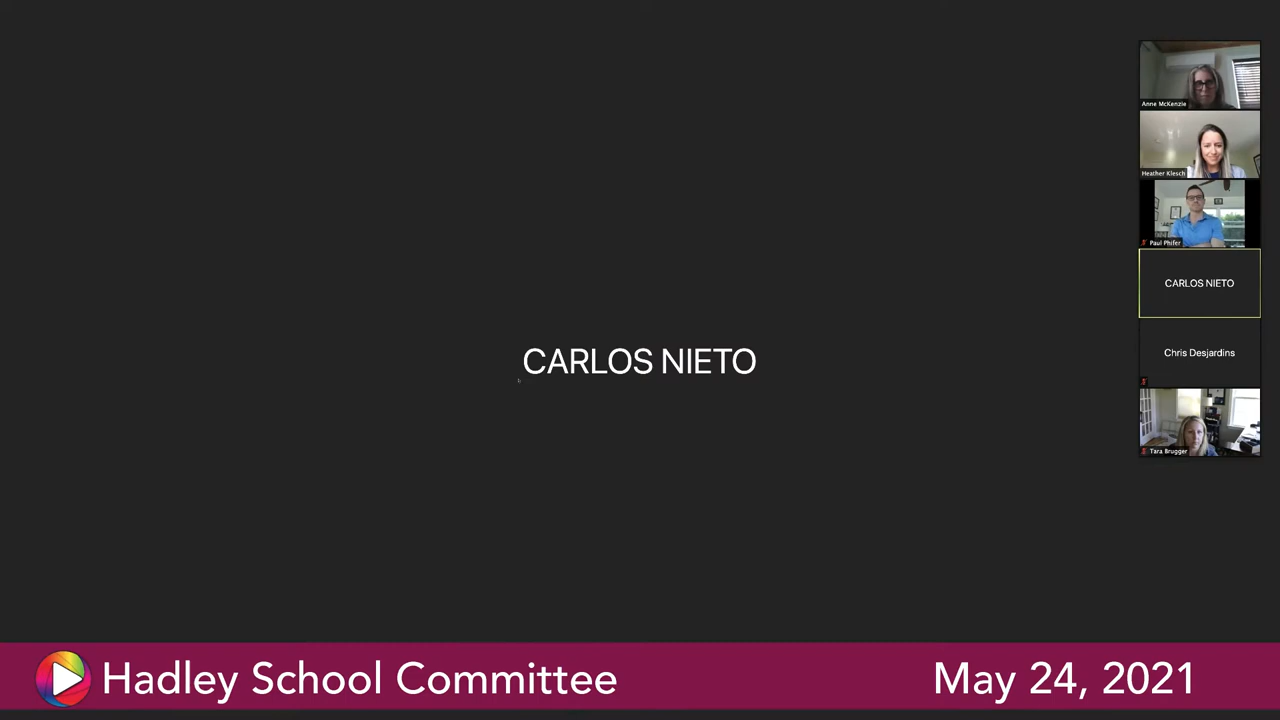 Anne McKenzie
Heather Klesch
Paul Phifer
CARLOS NIETO
Chris Desjardins
Tara Brugger
CARLOS NIETO
Hadley School Committee
May 24, 2021